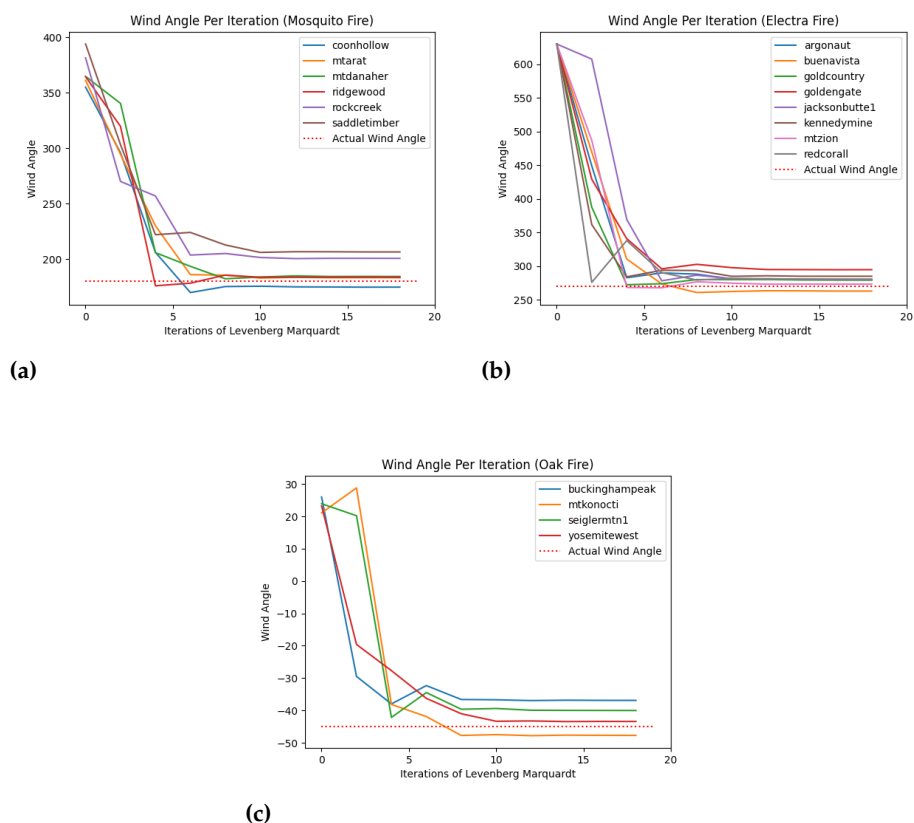 Wind Angle Per Iteration (Mosquito Fire)
400
350
300
250
200
Wind Angle
0
5
10
15
20
Iterations of Levenberg Marquardt
coonhollow
mtarat
mtdanaher
ridgewood
rockcreek
saddletimber
Actual Wind Angle
(a)
Wind Angle Per Iteration (Electra Fire)
600
550
500
450
400
350
300
250
Wind Angle
0
5
10
15
20
Iterations of Levenberg Marquardt
argonaut
buenavista
goldcountry
goldengate
jacksonbutte1
kennedymine
mtzion
redcorall
Actual Wind Angle
(b)
Wind Angle Per Iteration (Oak Fire)
30
20
10
0
−10
−20
−30
−40
−50
Wind Angle
0
5
10
15
20
Iterations of Levenberg Marquardt
buckinghampeak
mtkonocti
seiglermtn1
yosemitewest
Actual Wind Angle
(c)